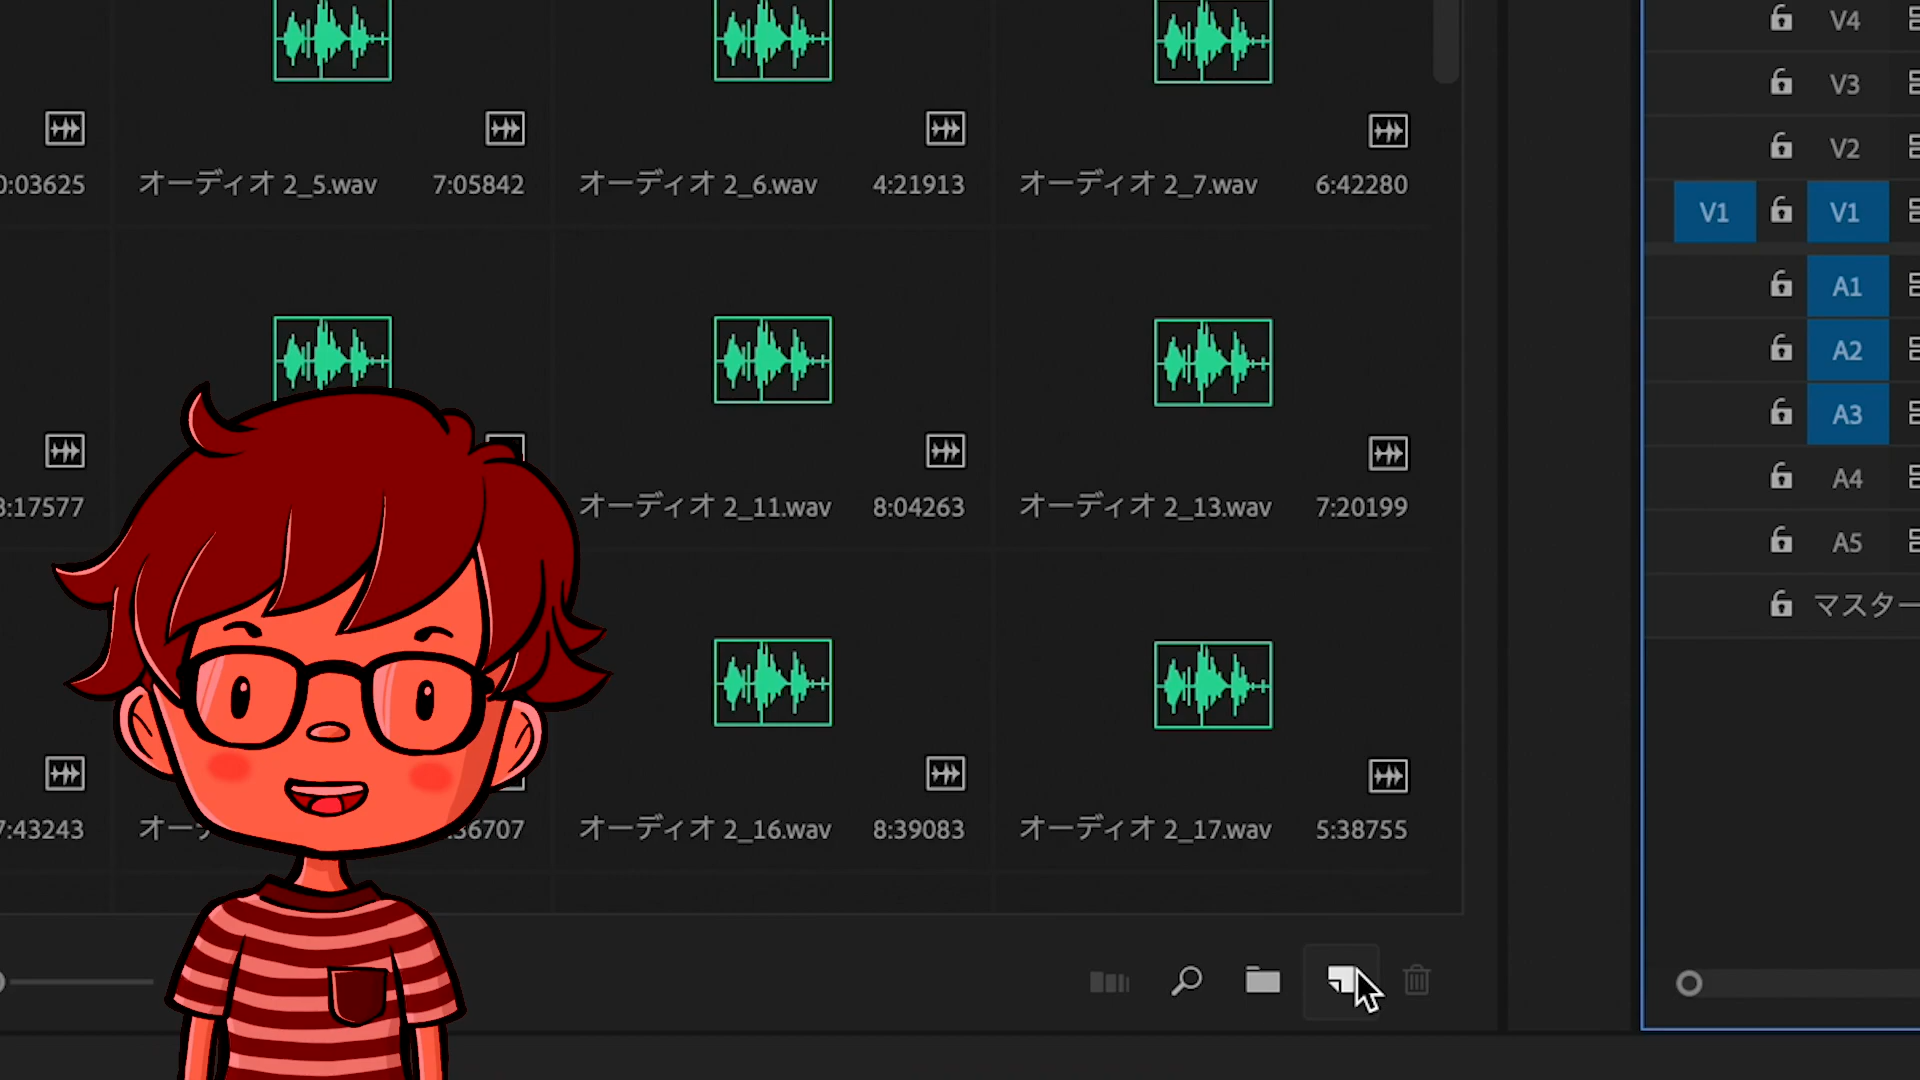 0:03625 オーディオ 2_5.wav 7:05842 オーディオ 2_6.wav 4:21913 オーディオ 2_7.wav 6:42280
:17577 オーディオ 2_11.wav 8:04263 オーディオ 2_13.wav 7:20199
7:43243 オー 36707 オーディオ 2_16.wav 8:39083 オーディオ 2_17.wav 5:38755
V4
V3
V2
V1 V1
A1
A2
A3
A4
A5
マスター